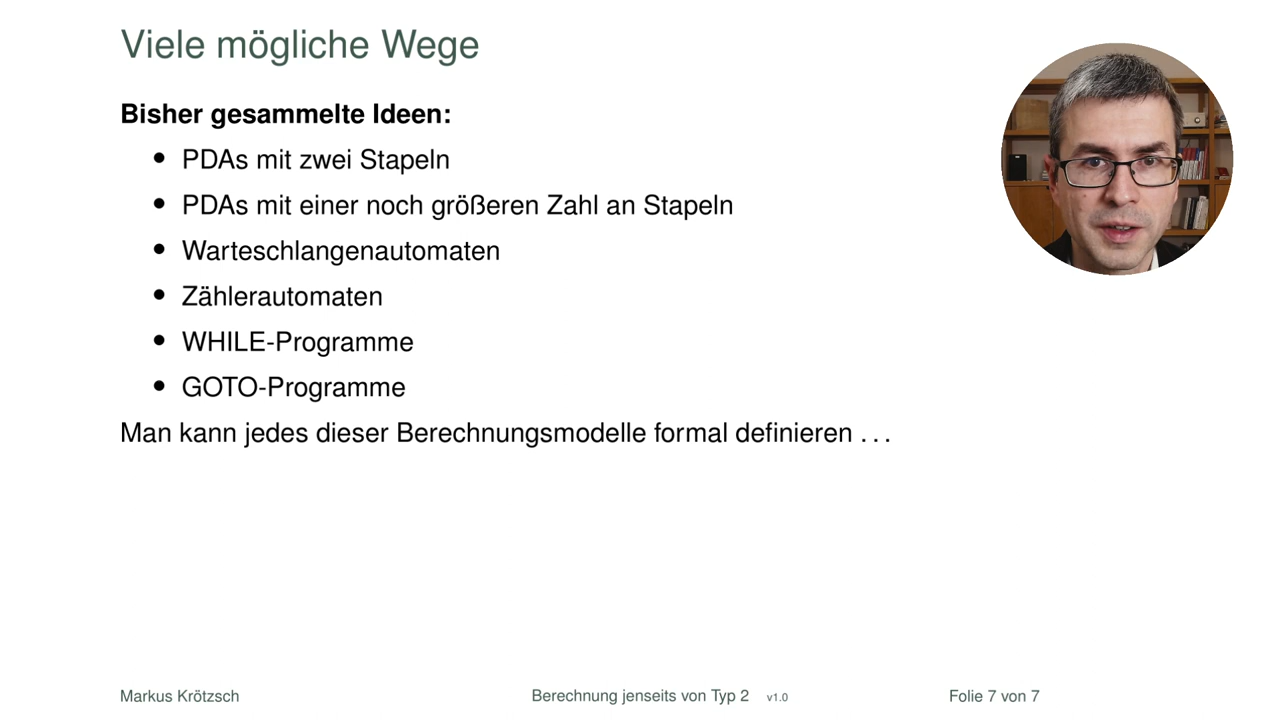 Viele mögliche Wege
Bisher gesammelte Ideen:
• PDAs mit zwei Stapeln
• PDAs mit einer noch größeren Zahl an Stapeln
• Warteschlangenautomaten
• Zählerautomaten
• WHILE-Programme
• GOTO-Programme
Man kann jedes dieser Berechnungsmodelle formal definieren . . .
Markus Krötzsch Berechnung jenseits von Typ 2 v1.0 Folie 7 von 7